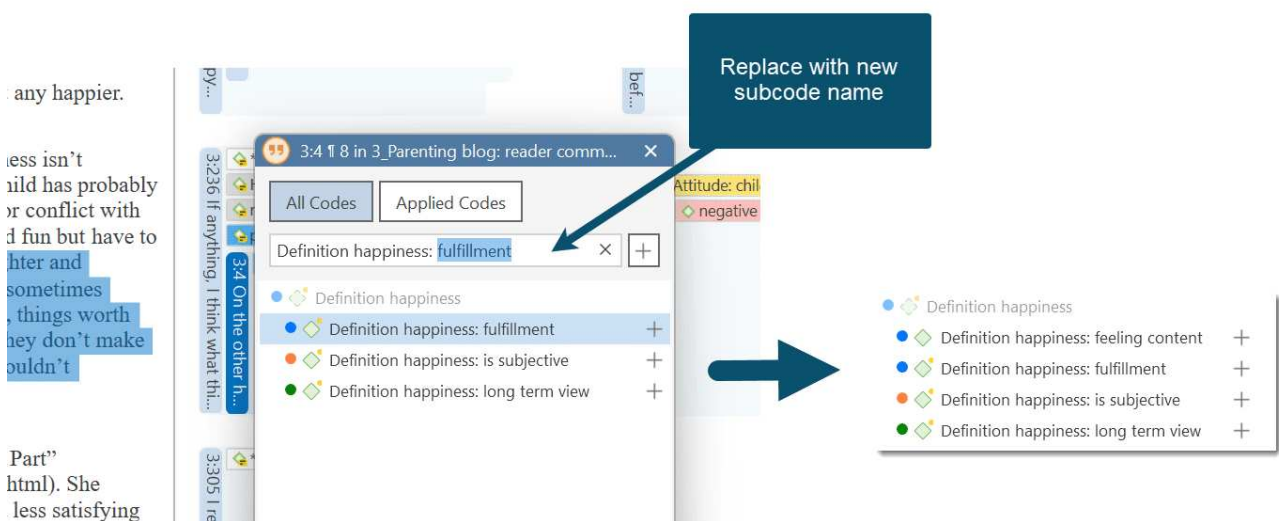 any happier.
ess isn't
hild has probably
or conflict with
d fun but have to
ghter and
sometimes
, things worth
hey don't make
ouldn't
Part"
html). She
less satisfying
py...
bef...
3:236 If anything, I think what thi...
3:4 On the other h...
3:305 I re
Attitude: chil
negative
3:4 ¶ 8 in 3_Parenting blog: reader comm...
All Codes
Applied Codes
Definition happiness: fulfillment
Definition happiness
Definition happiness: fulfillment
Definition happiness: is subjective
Definition happiness: long term view
Replace with new
subcode name
Definition happiness
Definition happiness: feeling content
Definition happiness: fulfillment
Definition happiness: is subjective
Definition happiness: long term view